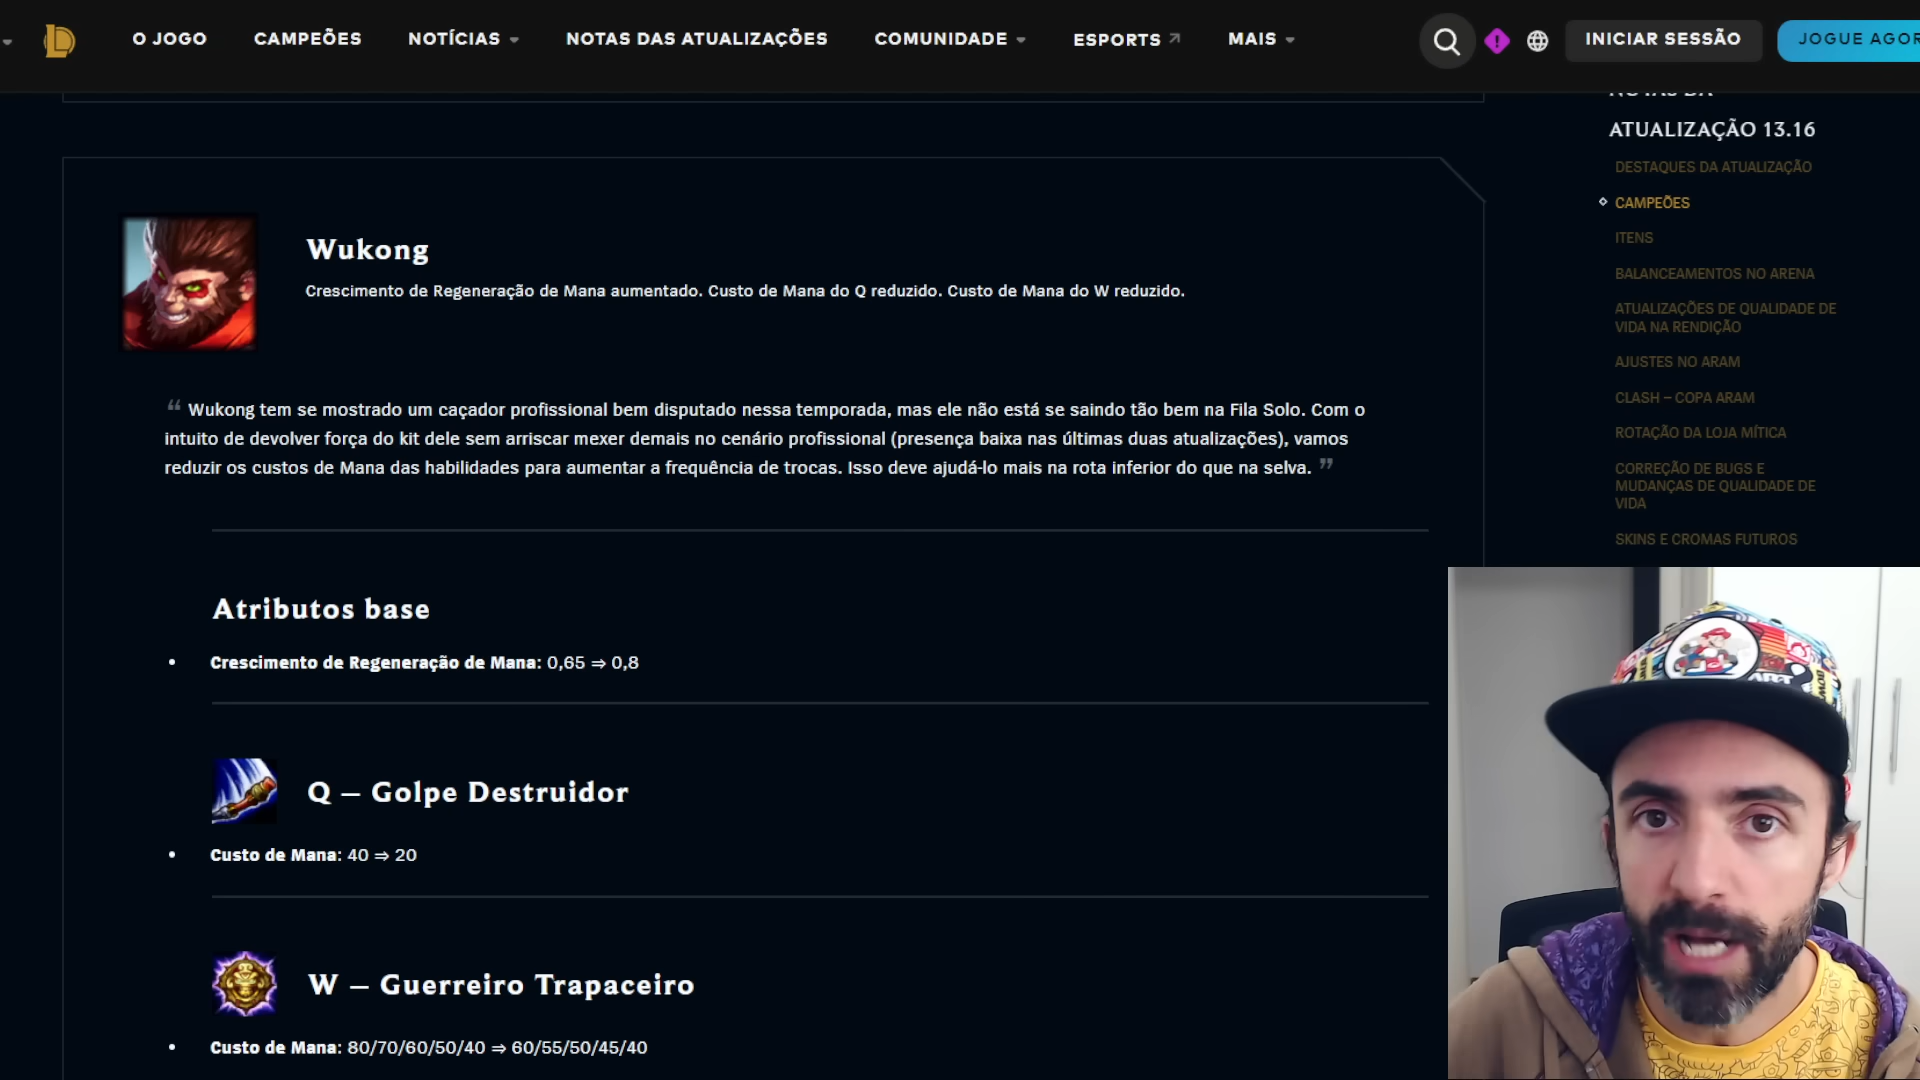 O JOGO
CAMPEÕES
NOTÍCIAS
NOTAS DAS ATUALIZAÇÕES
COMUNIDADE
ESPORTS
MAIS
INICIAR SESSÃO
JOGUE AGOR
NOTAS DA
ATUALIZAÇÃO 13.16
DESTAQUES DA ATUALIZAÇÃO
CAMPEÕES
ITENS
BALANCEAMENTOS NO ARENA
ATUALIZAÇÕES DE QUALIDADE DE
VIDA NA RENDIÇÃO
AJUSTES NO ARAM
CLASH – COPA ARAM
ROTAÇÃO DA LOJA MÍTICA
CORREÇÃO DE BUGS E
MUDANÇAS DE QUALIDADE DE
VIDA
SKINS E CROMAS FUTUROS
Wukong
Crescimento de Regeneração de Mana aumentado. Custo de Mana do Q reduzido. Custo de Mana do W reduzido.
“ Wukong tem se mostrado um caçador profissional bem disputado nessa temporada, mas ele não está se saindo tão bem na Fila Solo. Com o
intuito de devolver força do kit dele sem arriscar mexer demais no cenário profissional (presença baixa nas últimas duas atualizações), vamos
reduzir os custos de Mana das habilidades para aumentar a frequência de trocas. Isso deve ajudá-lo mais na rota inferior do que na selva. ”
Atributos base
• Crescimento de Regeneração de Mana: 0,65 ⇒ 0,8
Q – Golpe Destruidor
• Custo de Mana: 40 ⇒ 20
W – Guerreiro Trapaceiro
• Custo de Mana: 80/70/60/50/40 ⇒ 60/55/50/45/40